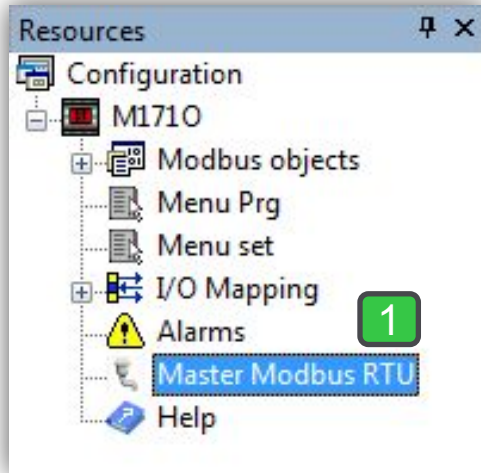 Resources
Configuration
M171O
Modbus objects
Menu Prg
Menu set
I/O Mapping
Alarms
1
Master Modbus RTU
Help